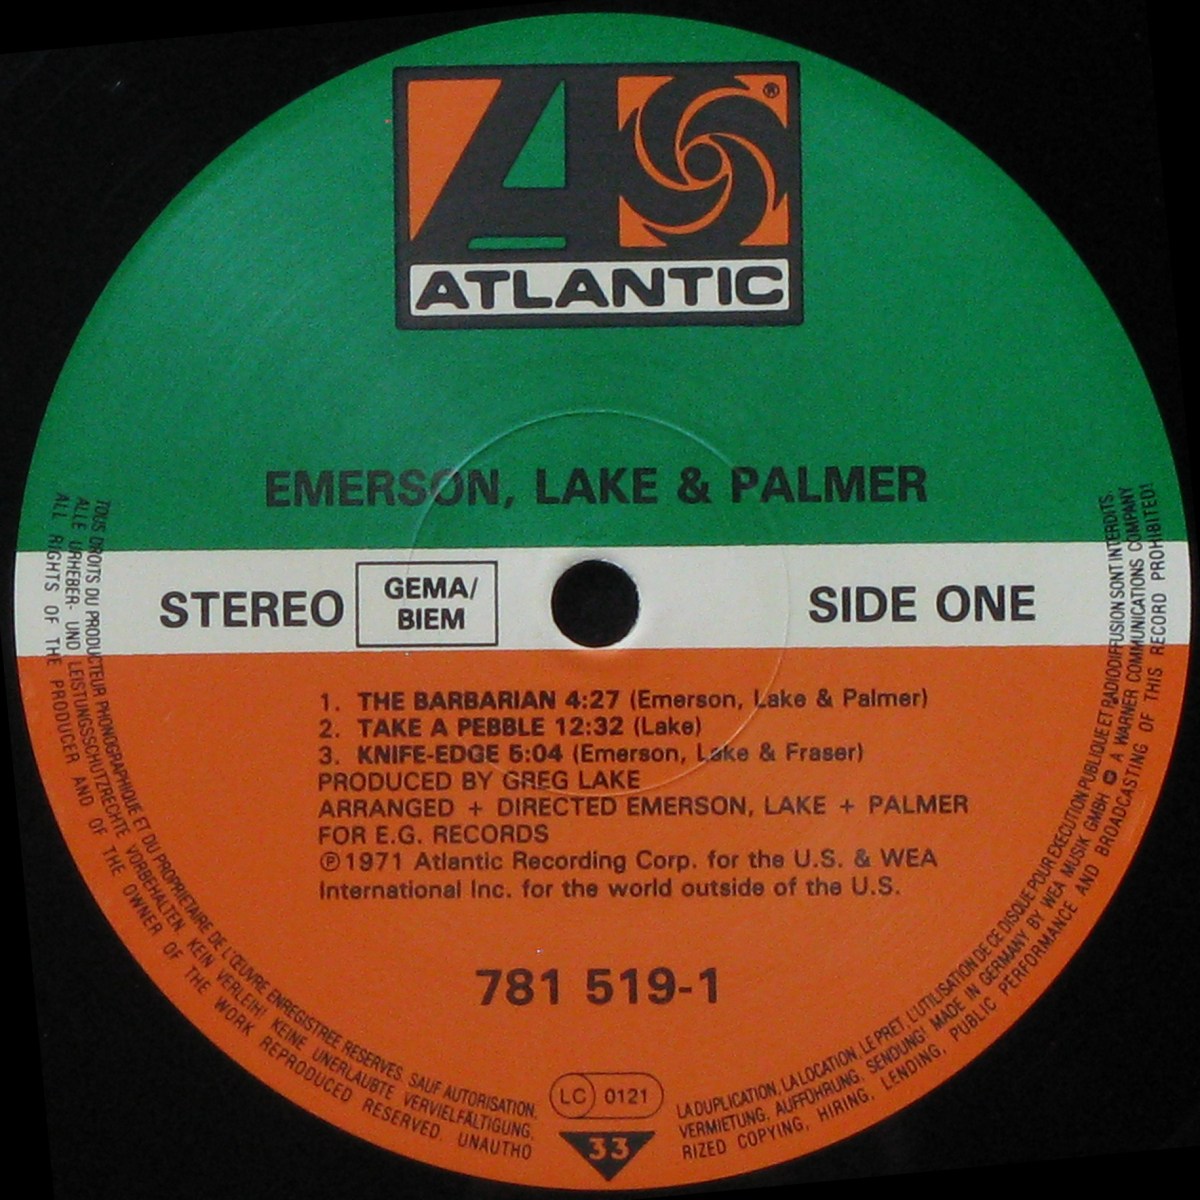 ®
ATLANTIC
EMERSON, LAKE & PALMER
STEREO
GEMA/
BIEM
SIDE ONE
1. THE BARBARIAN 4:27 (Emerson, Lake & Palmer)
2. TAKE A PEBBLE 12:32 (Lake)
3. KNIFE-EDGE 5:04 (Emerson, Lake & Fraser)
PRODUCED BY GREG LAKE
ARRANGED + DIRECTED EMERSON, LAKE + PALMER
FOR E.G. RECORDS
℗1971 Atlantic Recording Corp. for the U.S. & WEA
International Inc. for the world outside of the U.S.
781 519-1
LC 0121
33
TOUS DROITS DU PRODUCTEUR PHONOGRAPHIQUE ET DU PROPRIETAIRE DE L'ŒUVRE ENREGISTREE RESERVES. SAUF AUTORISATION, LA DUPLICATION, LA LOCATION, LE PRET, L'UTILISATION DE CE DISQUE POUR EXECUTION PUBLIQUE ET RADIODIFFUSION SONT INTERDITS.
ALLE URHEBER- UND LEISTUNGSSCHUTZRECHTE VORBEHALTEN. KEIN VERLEIH! KEINE UNERLAUBTE VERVIELFÄLTIGUNG, VERMIETUNG, AUFFÜHRUNG, SENDUNG! MADE IN GERMANY BY WEA MUSIK GMBH A WARNER COMMUNICATIONS COMPANY
ALL RIGHTS OF THE PRODUCER AND OF THE OWNER OF THE WORK REPRODUCED RESERVED. UNAUTHO RIZED COPYING, HIRING, LENDING, PUBLIC PERFORMANCE AND BROADCASTING OF THIS RECORD PROHIBITED!